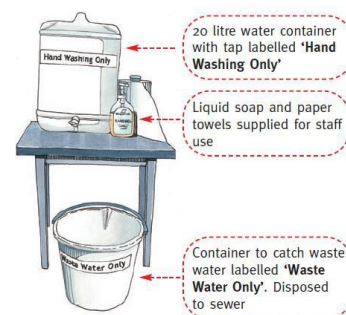 20 litre water container
with tap labelled ‘Hand
Washing Only’
Hand Washing Only
Liquid soap and paper
towels supplied for staff
use
Container to catch waste
water labelled ‘Waste
Water Only’. Disposed
to sewer
Waste Water Only